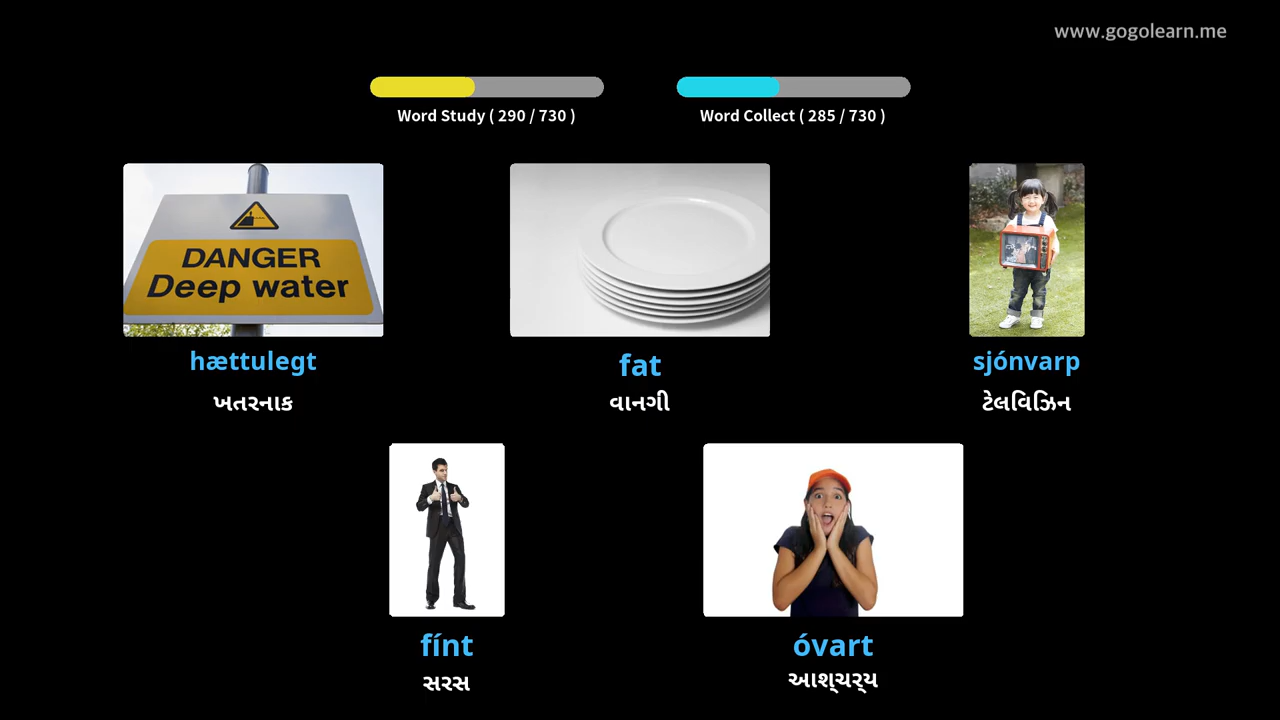 www.gogolearn.me
Word Study ( 290 / 730 )
Word Collect ( 285 / 730 )
DANGER
Deep water
hættulegt
fat
sjónvarp
ખતરનાક
વાનગી
ટેલવિઝિન
fínt
óvart
સરસ
આશ્ચર્ય